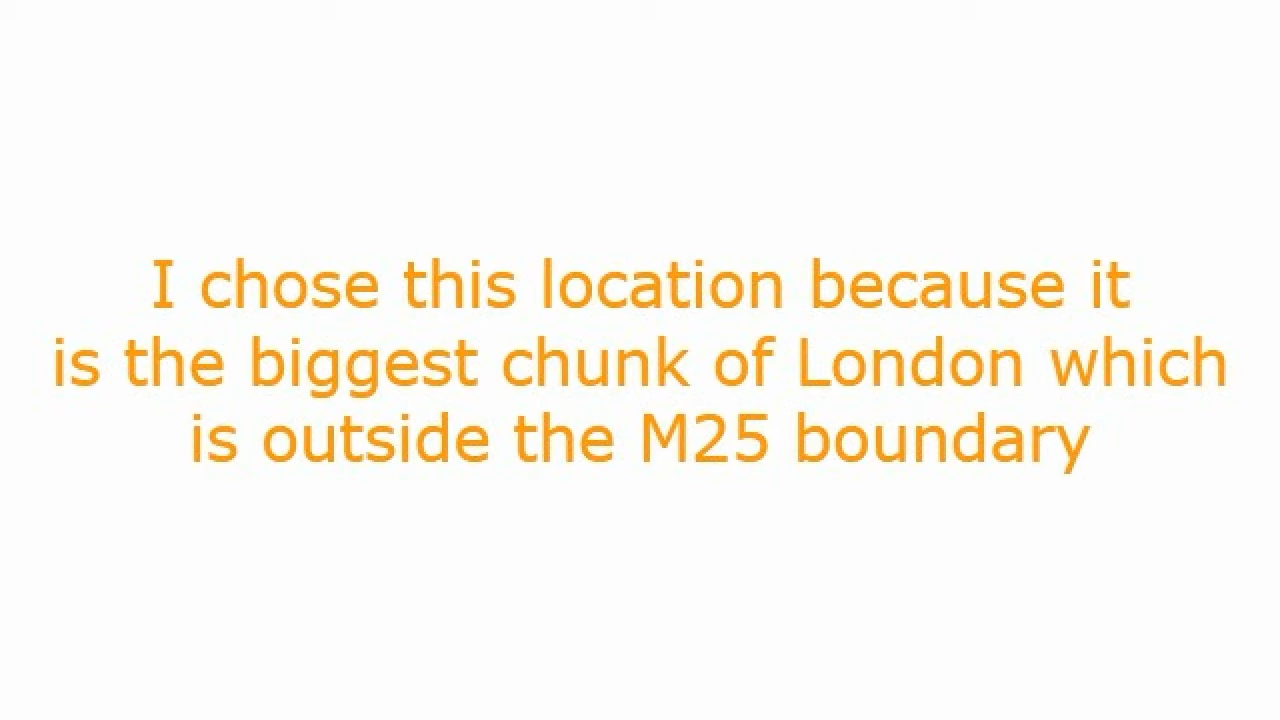 I chose this location because it
is the biggest chunk of London which
is outside the M25 boundary